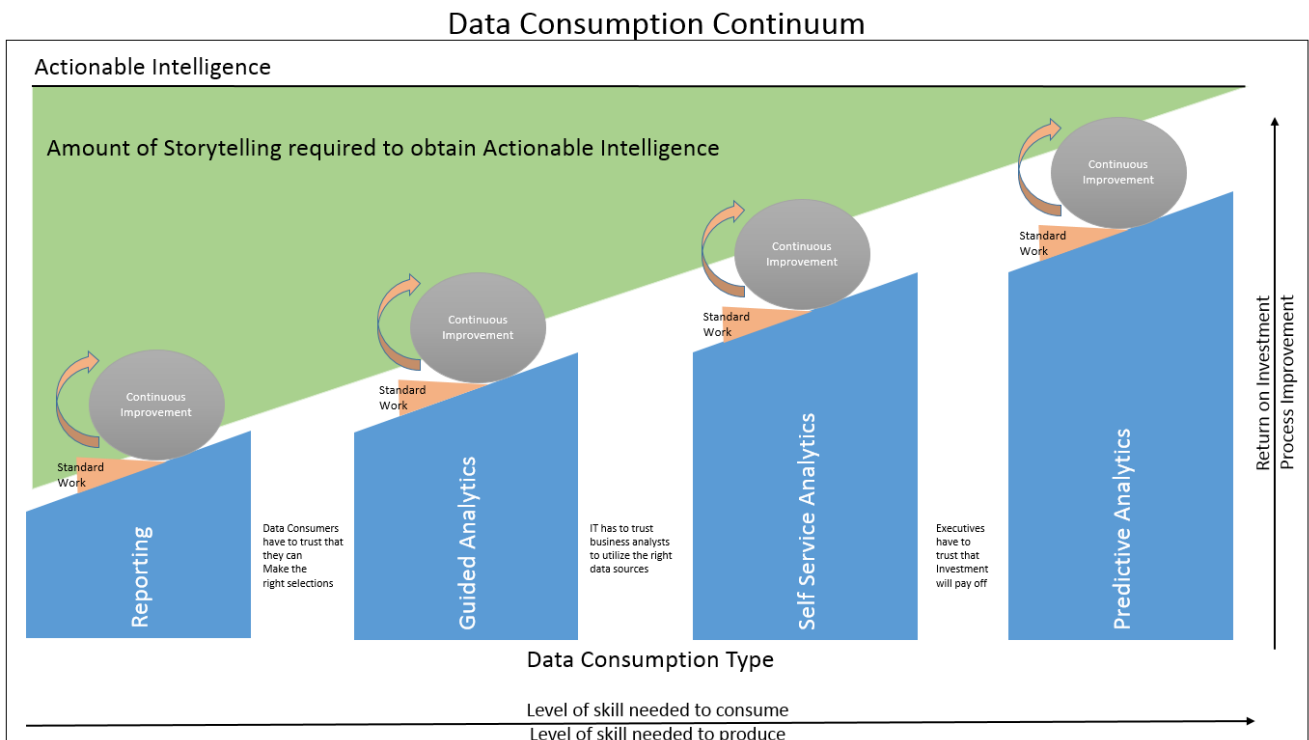 Data Consumption Continuum
Actionable Intelligence
Amount of Storytelling required to obtain Actionable Intelligence
Continuous
Improvement
Standard
Work
Reporting
Data Consumers
have to trust that
they can
Make the
right selections
Continuous
Improvement
Standard
Work
Guided Analytics
IT has to trust
business analysts
to utilize the right
data sources
Continuous
Improvement
Standard
Work
Self Service Analytics
Executives
have to
trust that
Investment
will pay off
Continuous
Improvement
Standard
Work
Predictive Analytics
Return on Investment
Process Improvement
Data Consumption Type
Level of skill needed to consume
Level of skill needed to produce